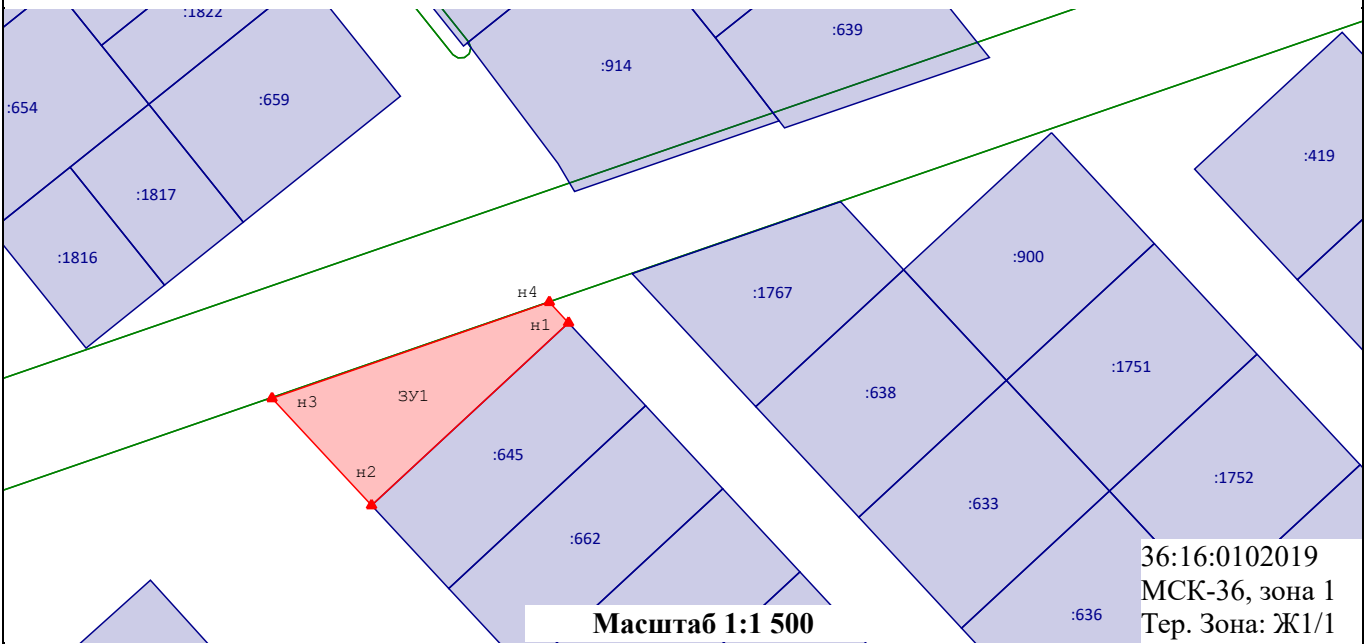 :1822
:639
:914
:659
:654
:419
:1817
:1816
:900
:1767
н4
н1
:1751
:638
ЗУ1
н3
:645
н2
:1752
:633
:662
:636
Масштаб 1:1 500
36:16:0102019
МСК-36, зона 1
Тер. Зона: Ж1/1